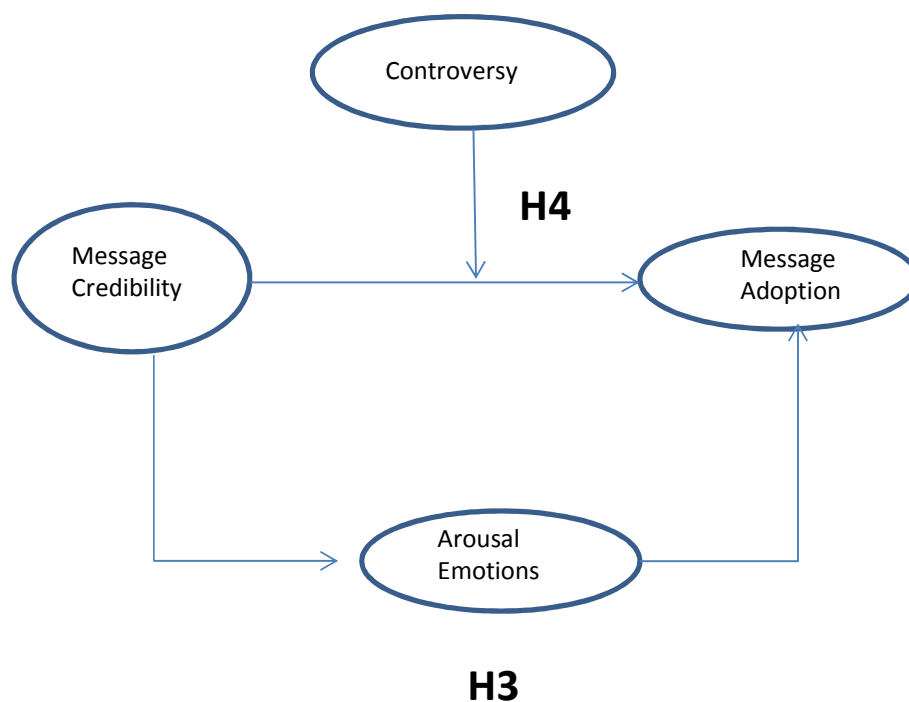 Controversy
H4
Message
Credibility
Message
Adoption
Arousal
Emotions
H3